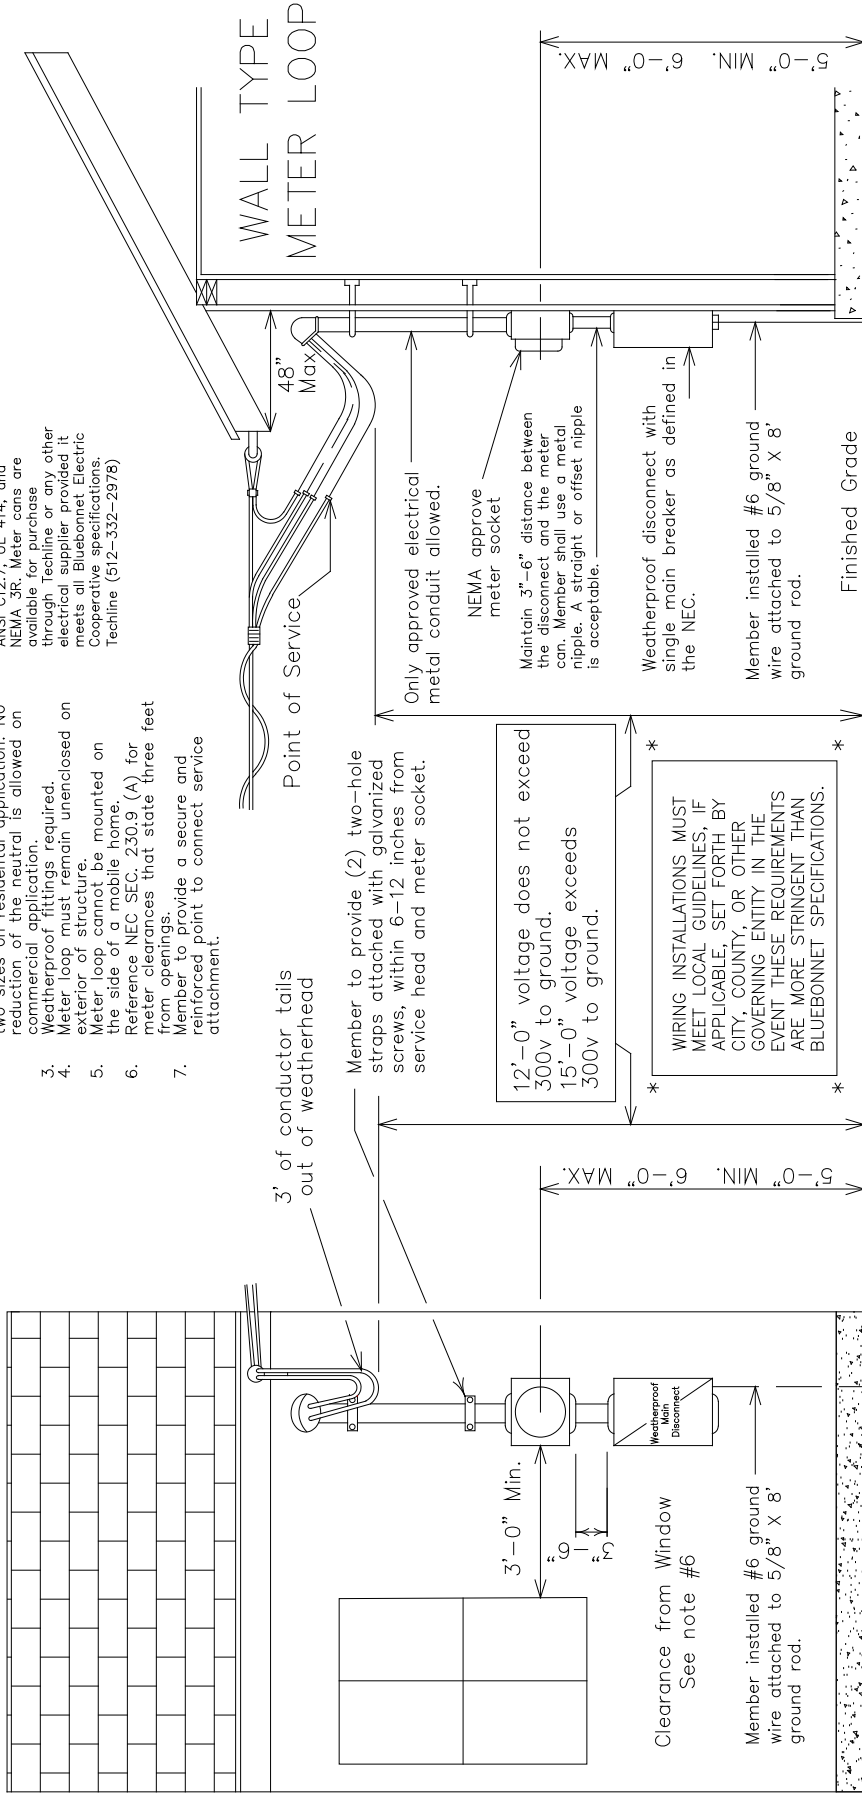 two sizes on residential application. No
reduction of the neutral is allowed on
commercial application.
3. Weatherproof fittings required.
4. Meter loop must remain unenclosed on
exterior of structure.
5. Meter loop cannot be mounted on
the side of a mobile home.
6. Reference NEC SEC. 230.9 (A) for
meter clearances that state three feet
from openings.
7. Member to provide a secure and
reinforced point to connect service
attachment.
ANSI C12.7, UL 414, and
NEMA 3R. Meter cans are
available for purchase
through Techline or any other
electrical supplier provided it
meets all Bluebonnet Electric
Cooperative specifications.
Techline (512-332-2978)
WALL TYPE
METER LOOP
3' of conductor tails
out of weatherhead
Member to provide (2) two-hole
straps attached with galvanized
screws, within 6-12 inches from
service head and meter socket.
Point of Service
48"
Max
Only approved electrical
metal conduit allowed.
NEMA approve
meter socket
Maintain 3"-6" distance between
the disconnect and the meter
can. Member shall use a metal
nipple. A straight or offset nipple
is acceptable.
Weatherproof disconnect with
single main breaker as defined in
the NEC.
Member installed #6 ground
wire attached to 5/8" X 8'
ground rod.
Finished Grade
5'-0" MIN. 6'-0" MAX.
12'-0" voltage does not exceed
300v to ground.
15'-0" voltage exceeds
300v to ground.
* *
WIRING INSTALLATIONS MUST
MEET LOCAL GUIDELINES, IF
APPLICABLE, SET FORTH BY
CITY, COUNTY, OR OTHER
GOVERNING ENTITY IN THE
EVENT THESE REQUIREMENTS
ARE MORE STRINGENT THAN
BLUEBONNET SPECIFICATIONS.
* *
5'-0" MIN. 6'-0" MAX.
Weatherproof
Main
Disconnect
3'-0" Min.
3"-6"
Clearance from Window
See note #6
Member installed #6 ground
wire attached to 5/8" X 8'
ground rod.